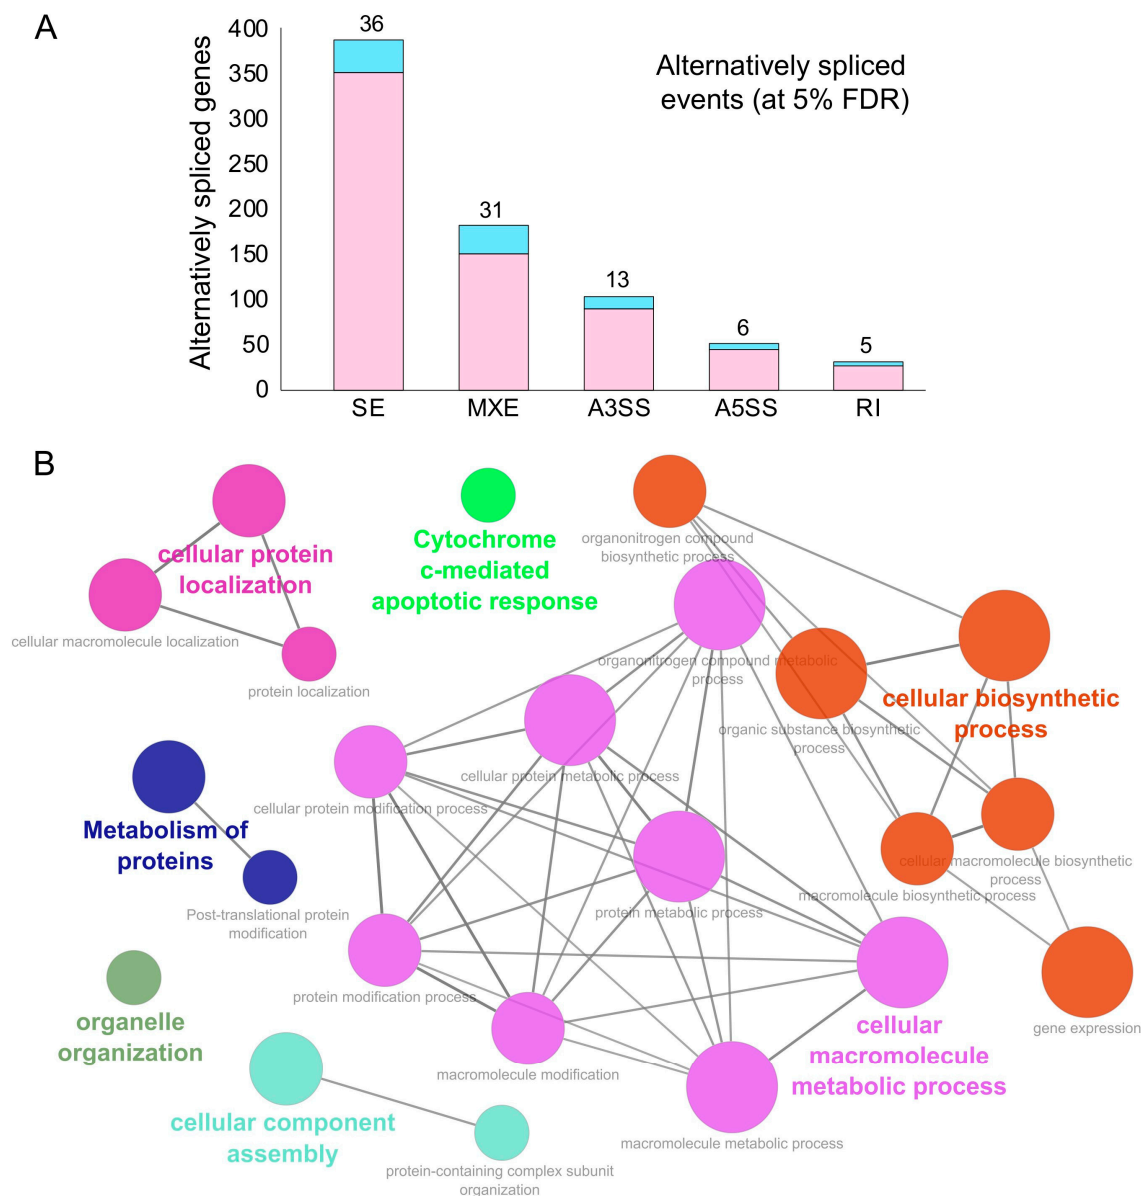 A
Alternatively spliced genes
400
350
300
250
200
150
100
50
0
36
31
13
6
5
SE
MXE
A3SS
A5SS
RI
Alternatively spliced
events (at 5% FDR)
B
cellular protein
localization
cellular macromolecule localization
protein localization
Cytochrome
c-mediated
apoptotic response
organonitrogen compound
biosynthetic process
organonitrogen compound metabolic
process
organic substance biosynthetic
process
cellular biosynthetic
process
cellular protein metabolic process
cellular protein modification process
Metabolism of
proteins
Post-translational protein
modification
cellular macromolecule biosynthetic
process
macromolecule biosynthetic process
protein metabolic process
protein modification process
organelle
organization
gene expression
cellular
macromolecule
metabolic process
macromolecule modification
macromolecule metabolic process
cellular component
assembly
protein-containing complex subunit
organization